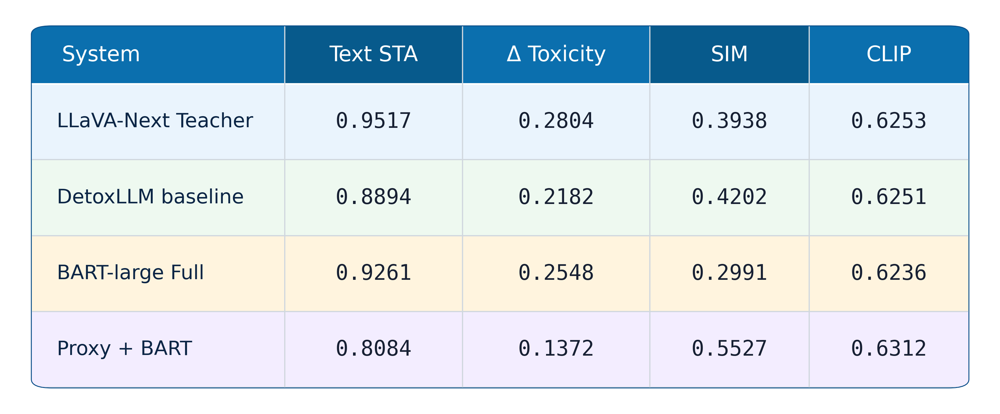 System Text STA Δ Toxicity SIM CLIP
LLaVA-Next Teacher 0.9517 0.2804 0.3938 0.6253
DetoxLLM baseline 0.8894 0.2182 0.4202 0.6251
BART-large Full 0.9261 0.2548 0.2991 0.6236
Proxy + BART 0.8084 0.1372 0.5527 0.6312